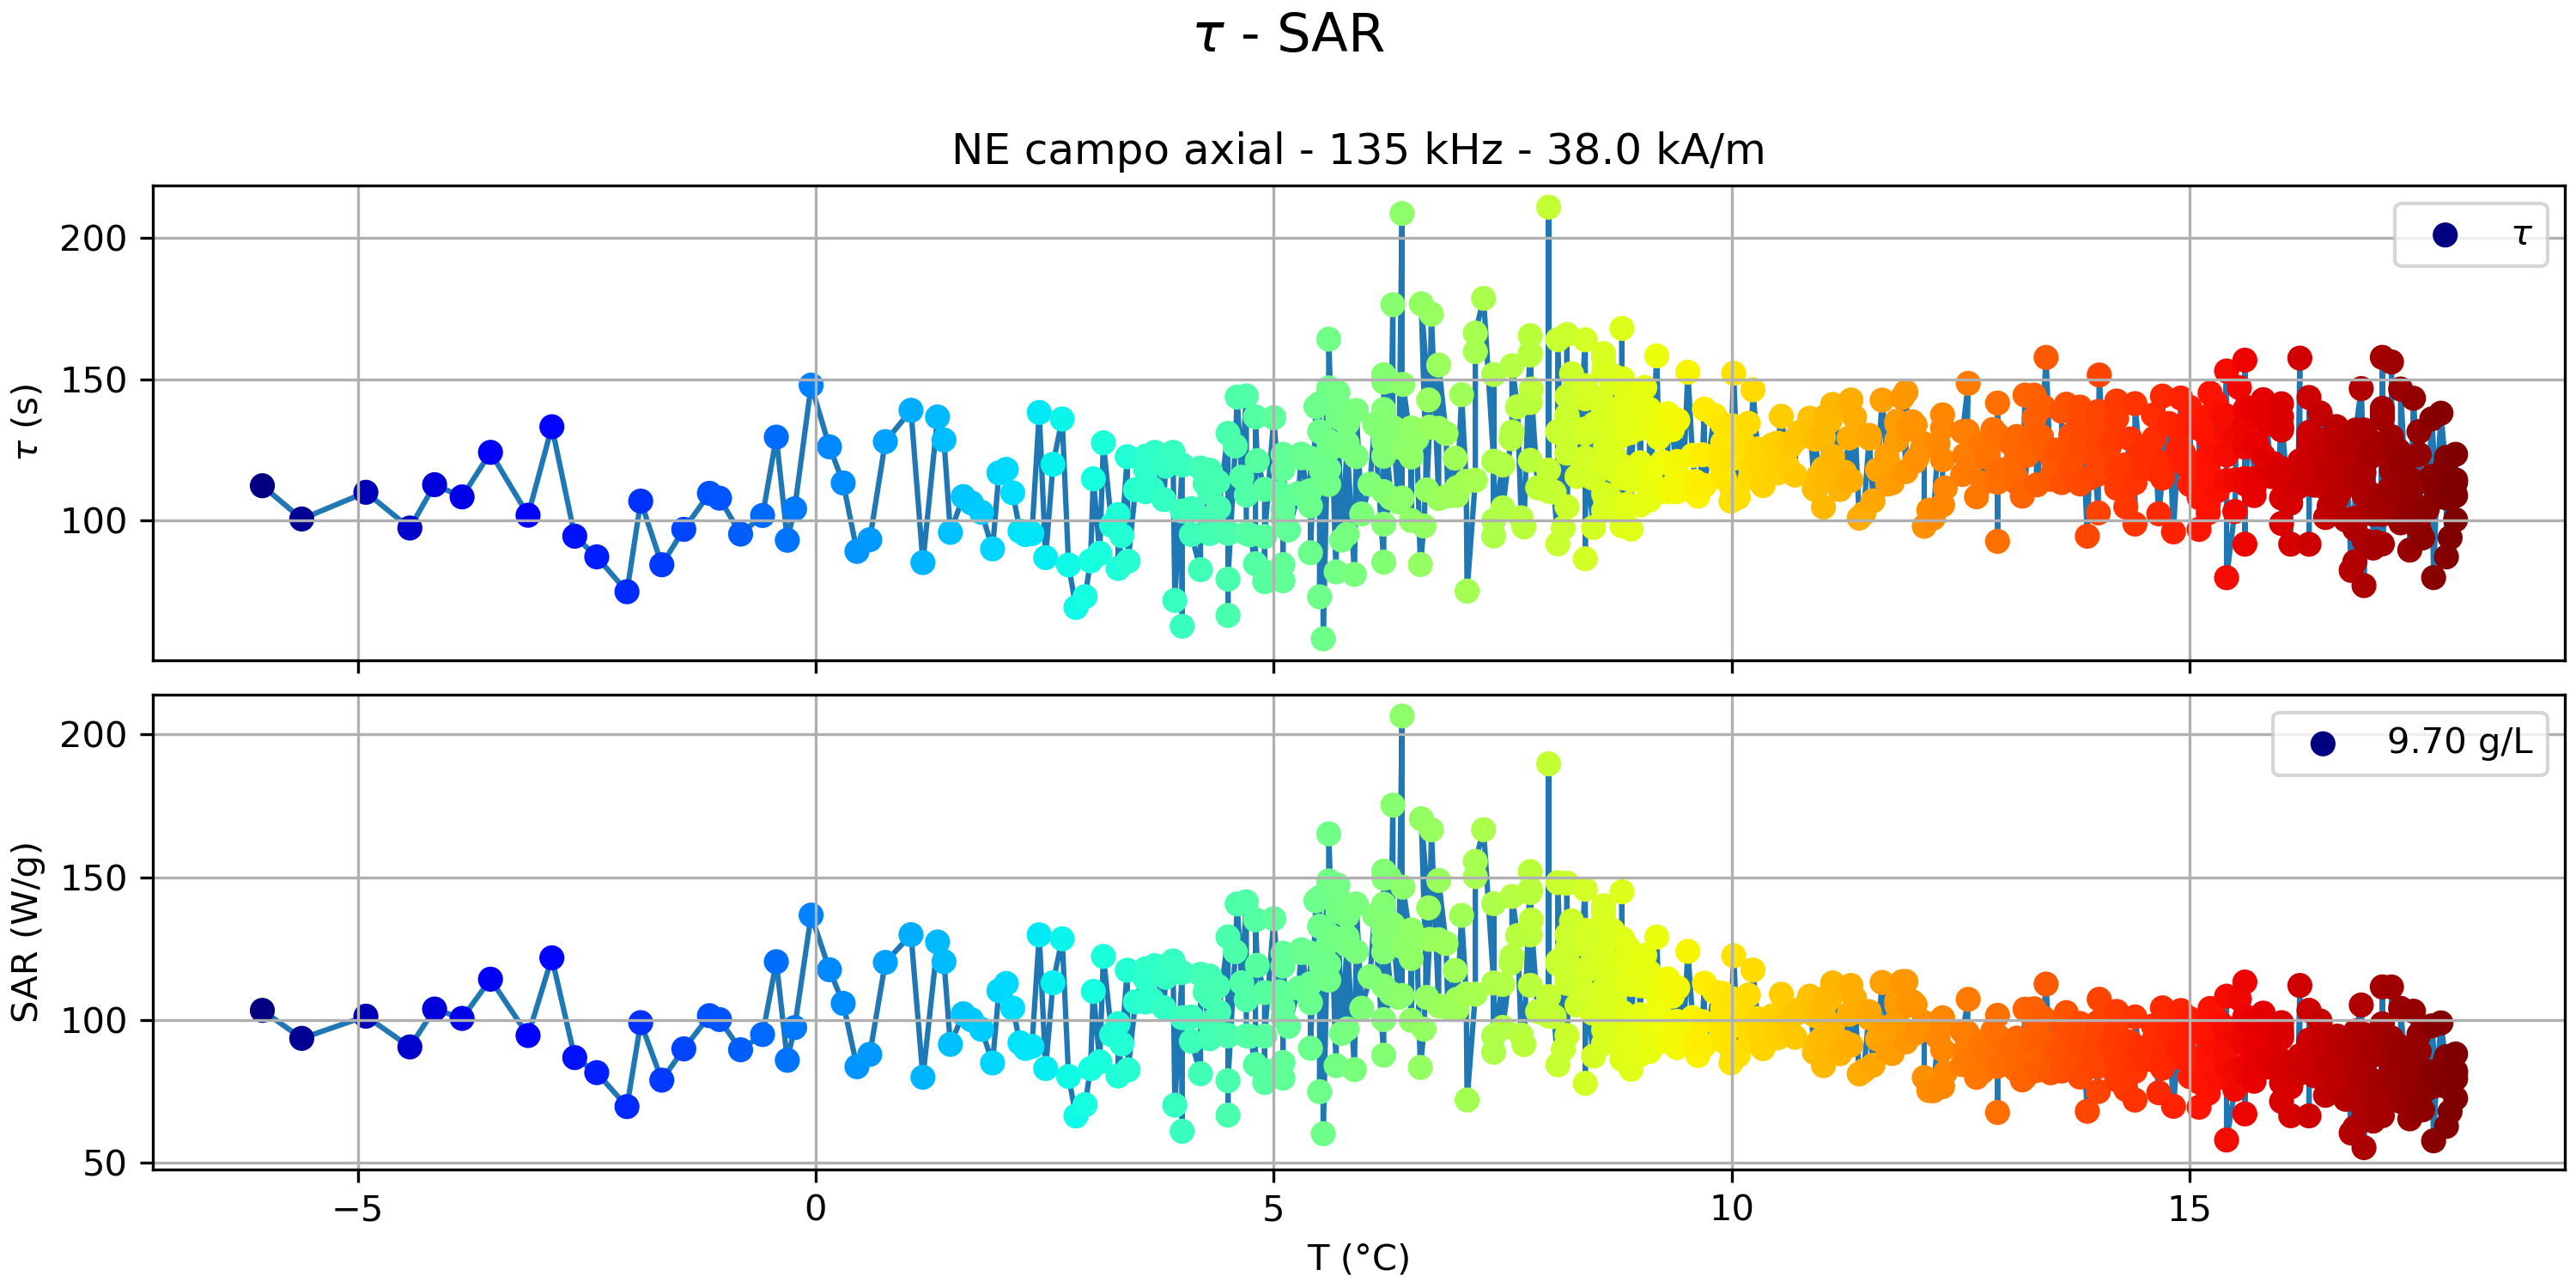 τ - SAR
NE campo axial - 135 kHz - 38.0 kA/m
200
150
100
τ (s)
τ
200
150
100
50
SAR (W/g)
9.70 g/L
−5
0
5
10
15
T (°C)